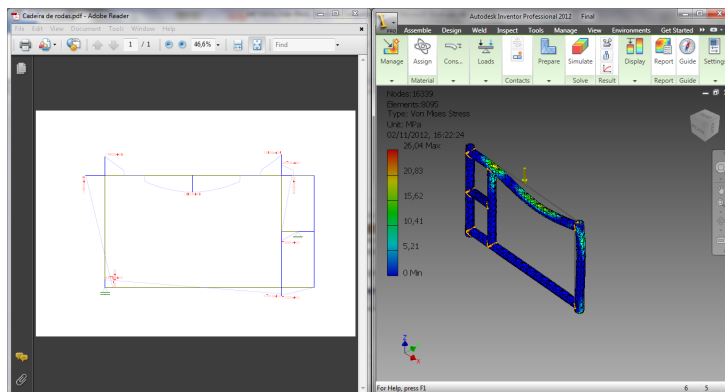 Cadeira de rodas.pdf - Adobe Reader
File Edit View Document Tools Window Help
1 / 1
46,6%
Find
Autodesk Inventor Professional 2012 Final
PRO
Assemble Design Weld Inspect Tools Manage View Environments Get Started
Manage Assign Cons... Loads Prepare Simulate Display Report Guide Settings
Material Contacts Solve Result Report Guide
Nodes:16339
Elements:8095
Type: Von Mises Stress
Unit: MPa
02/11/2012, 16:22:24
26,04 Max
20,83
15,62
10,41
5,21
0 Min
Z
X
For Help, press F1
6 5